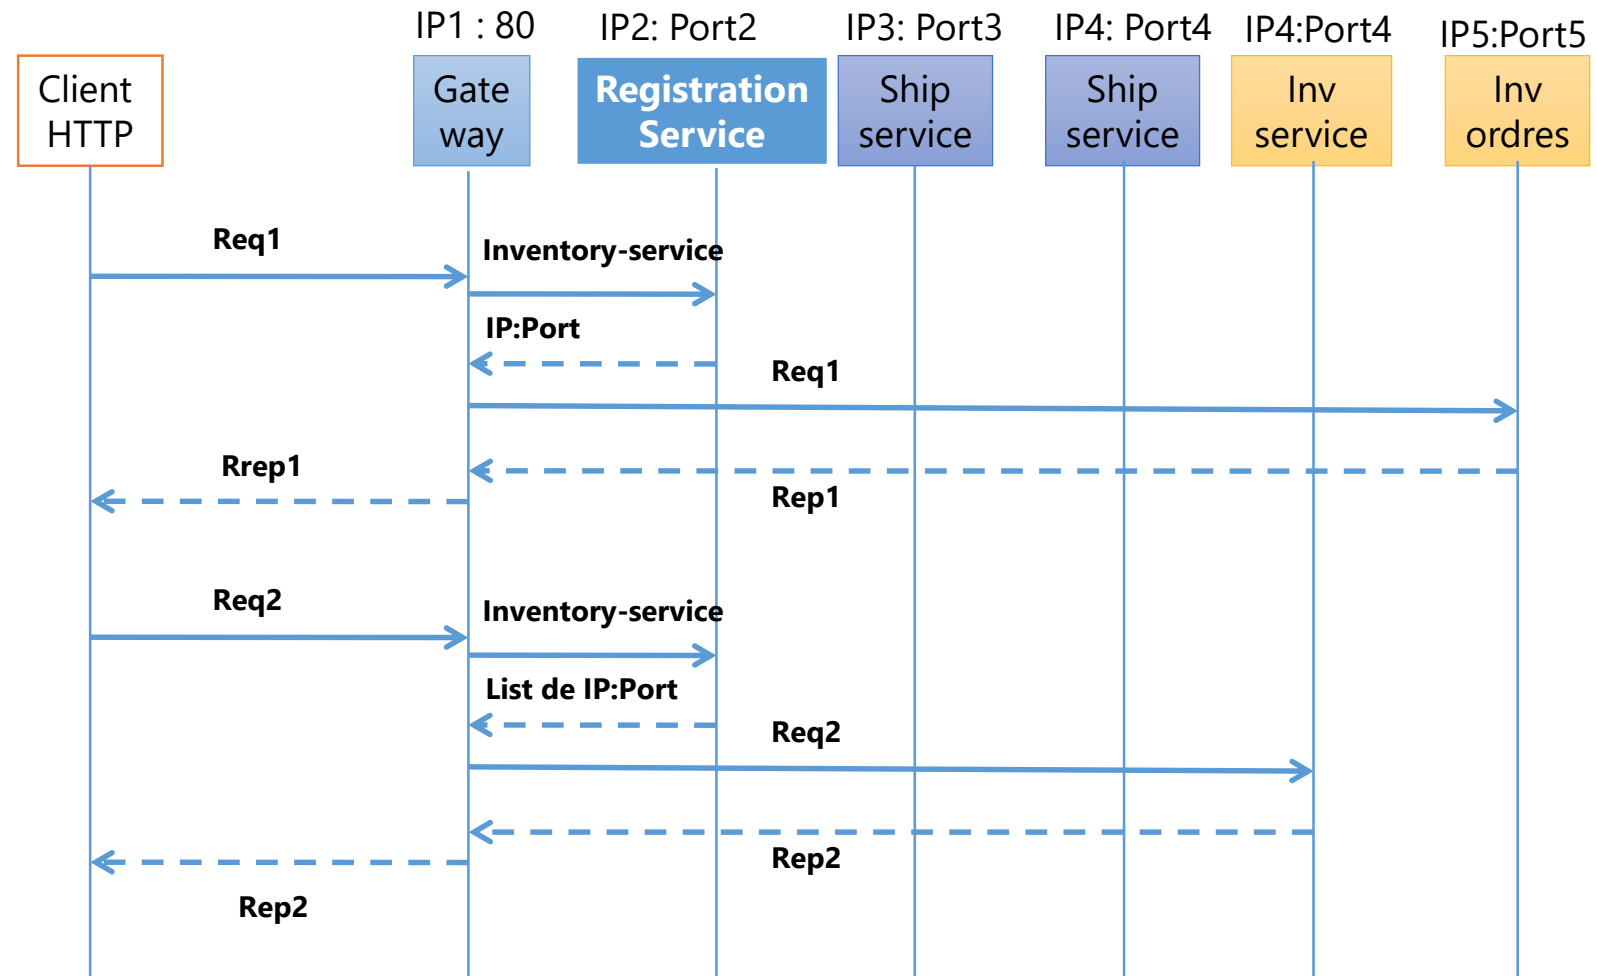 IP1 : 80
IP2: Port2
IP3: Port3
IP4: Port4
IP4:Port4
IP5:Port5
Client
HTTP
Gate
way
Registration
Service
Ship
service
Ship
service
Inv
service
Inv
ordres
Req1
Inventory-service
IP:Port
Req1
Rrep1
Rep1
Req2
Inventory-service
List de IP:Port
Req2
Rep2
Rep2